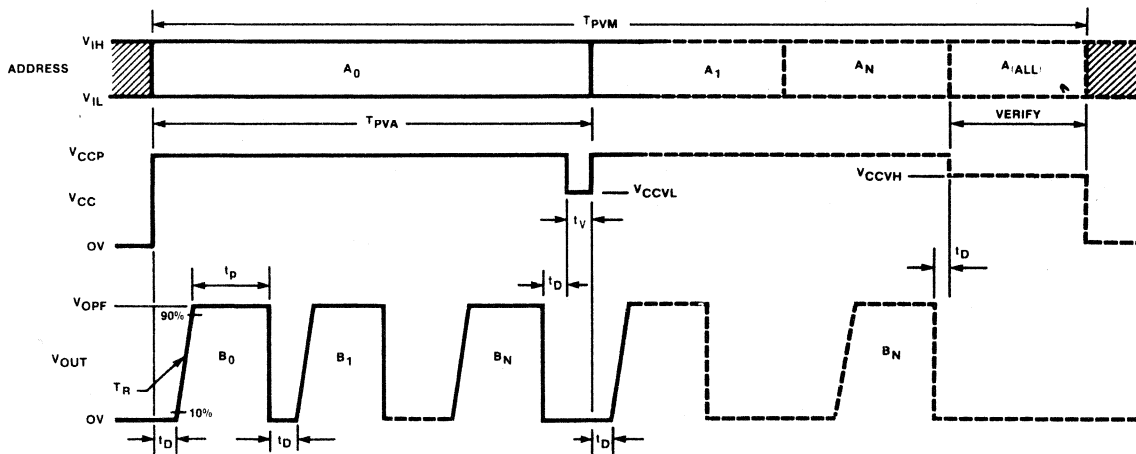 TPVM
VIH
ADDRESS
A0
A1
AN
A(ALL)
VIL
TPVA
VERIFY
VCCP
VCCVH
VCCVL
VCC
tV
0V
tP
tD
tD
VOPF
90%
VOUT
B0
B1
BN
BN
TR
10%
0V
tD
tD
tD